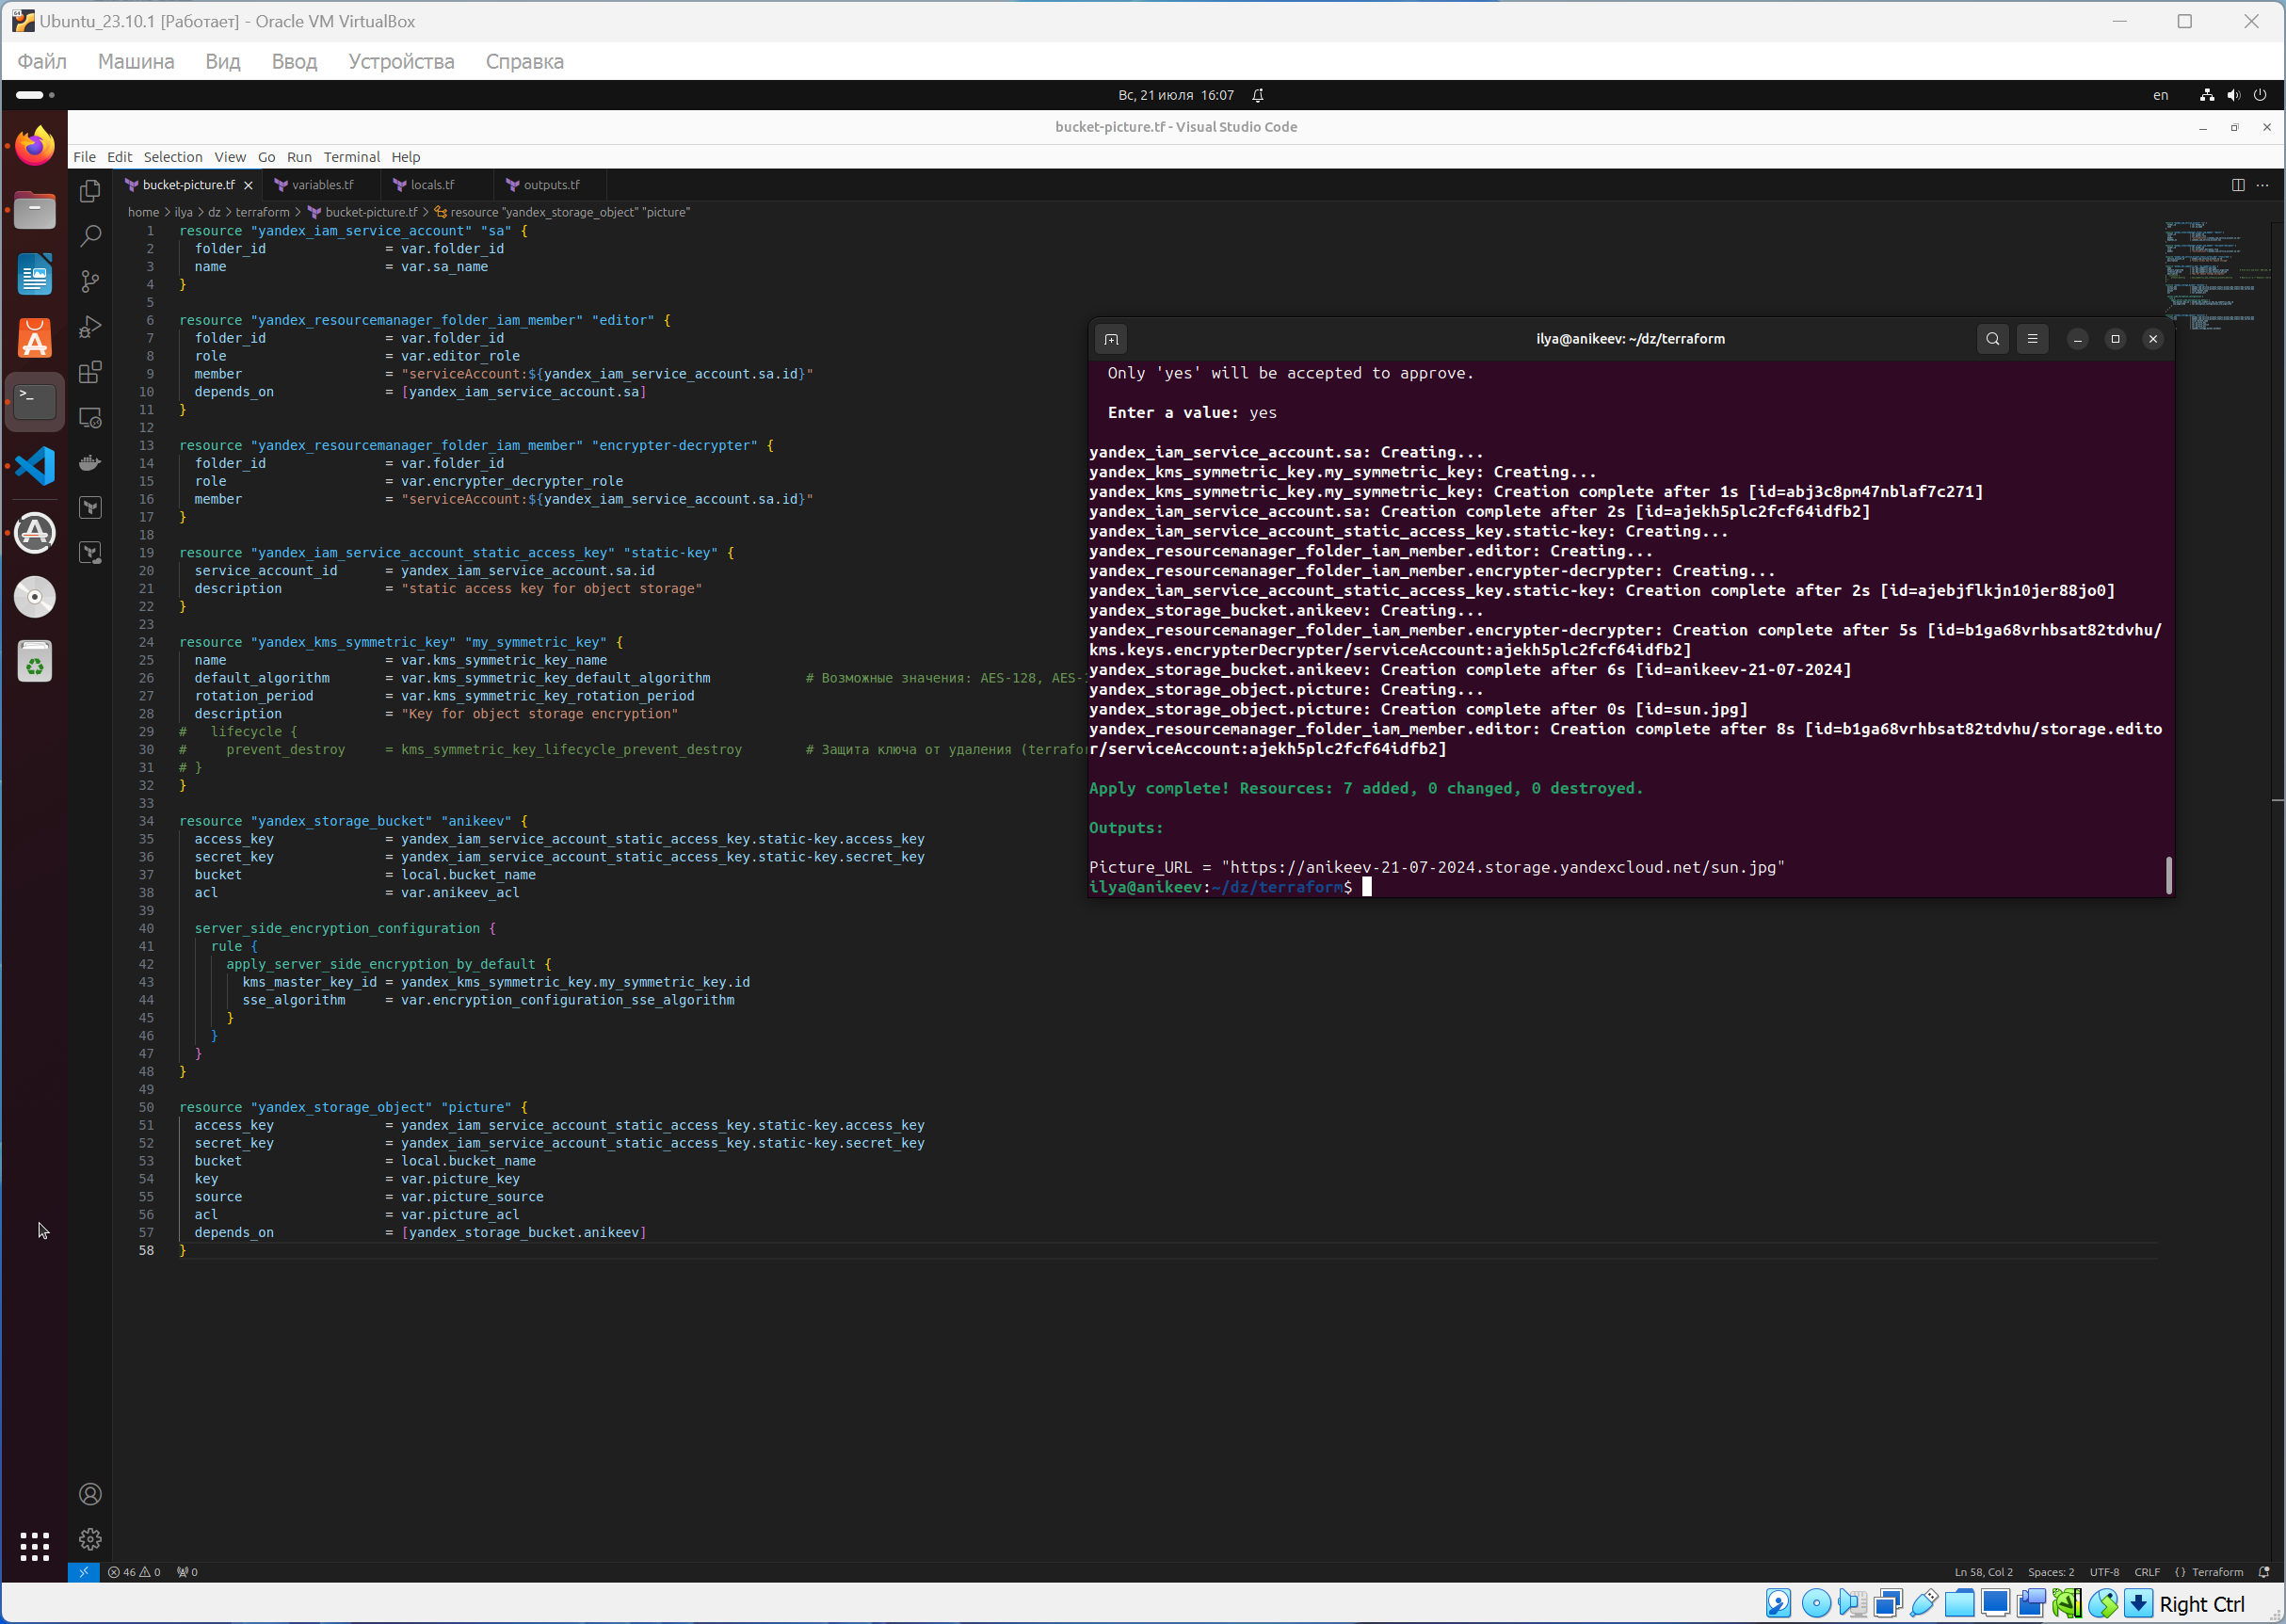 Ubuntu_23.10.1 [Работает] - Oracle VM VirtualBox
Файл Машина Вид Ввод Устройства Справка
Вс, 21 июля 16:07
en
bucket-picture.tf - Visual Studio Code
File Edit Selection View Go Run Terminal Help
bucket-picture.tf variables.tf locals.tf outputs.tf
home > ilya > dz > terraform > bucket-picture.tf > resource "yandex_storage_object" "picture"
1 resource "yandex_iam_service_account" "sa" {
2 folder_id = var.folder_id
3 name = var.sa_name
4 }
5
6 resource "yandex_resourcemanager_folder_iam_member" "editor" {
7 folder_id = var.folder_id
8 role = var.editor_role
9 member = "serviceAccount:${yandex_iam_service_account.sa.id}"
10 depends_on = [yandex_iam_service_account.sa]
11 }
12
13 resource "yandex_resourcemanager_folder_iam_member" "encrypter-decrypter" {
14 folder_id = var.folder_id
15 role = var.encrypter_decrypter_role
16 member = "serviceAccount:${yandex_iam_service_account.sa.id}"
17 }
18
19 resource "yandex_iam_service_account_static_access_key" "static-key" {
20 service_account_id = yandex_iam_service_account.sa.id
21 description = "static access key for object storage"
22 }
23
24 resource "yandex_kms_symmetric_key" "my_symmetric_key" {
25 name = var.kms_symmetric_key_name
26 default_algorithm = var.kms_symmetric_key_default_algorithm # Возможные значения: AES-128, AES-
27 rotation_period = var.kms_symmetric_key_rotation_period
28 description = "Key for object storage encryption"
29 # lifecycle {
30 # prevent_destroy = kms_symmetric_key_lifecycle_prevent_destroy # Защита ключа от удаления (terrafor
31 # }
32 }
33
34 resource "yandex_storage_bucket" "anikeev" {
35 access_key = yandex_iam_service_account_static_access_key.static-key.access_key
36 secret_key = yandex_iam_service_account_static_access_key.static-key.secret_key
37 bucket = local.bucket_name
38 acl = var.anikeev_acl
39
40 server_side_encryption_configuration {
41 rule {
42 apply_server_side_encryption_by_default {
43 kms_master_key_id = yandex_kms_symmetric_key.my_symmetric_key.id
44 sse_algorithm = var.encryption_configuration_sse_algorithm
45 }
46 }
47 }
48 }
49
50 resource "yandex_storage_object" "picture" {
51 access_key = yandex_iam_service_account_static_access_key.static-key.access_key
52 secret_key = yandex_iam_service_account_static_access_key.static-key.secret_key
53 bucket = local.bucket_name
54 key = var.picture_key
55 source = var.picture_source
56 acl = var.picture_acl
57 depends_on = [yandex_storage_bucket.anikeev]
58 }
ilya@anikeev: ~/dz/terraform
Only 'yes' will be accepted to approve.
Enter a value: yes
yandex_iam_service_account.sa: Creating...
yandex_kms_symmetric_key.my_symmetric_key: Creating...
yandex_kms_symmetric_key.my_symmetric_key: Creation complete after 1s [id=abj3c8pm47nblaf7c271]
yandex_iam_service_account.sa: Creation complete after 2s [id=ajekh5plc2fcf64idfb2]
yandex_iam_service_account_static_access_key.static-key: Creating...
yandex_resourcemanager_folder_iam_member.editor: Creating...
yandex_resourcemanager_folder_iam_member.encrypter-decrypter: Creating...
yandex_iam_service_account_static_access_key.static-key: Creation complete after 2s [id=ajebjflkjn10jer88jo0]
yandex_storage_bucket.anikeev: Creating...
yandex_resourcemanager_folder_iam_member.encrypter-decrypter: Creation complete after 5s [id=b1ga68vrhbsat82tdvhu/
kms.keys.encrypterDecrypter/serviceAccount:ajekh5plc2fcf64idfb2]
yandex_storage_bucket.anikeev: Creation complete after 6s [id=anikeev-21-07-2024]
yandex_storage_object.picture: Creating...
yandex_storage_object.picture: Creation complete after 0s [id=sun.jpg]
yandex_resourcemanager_folder_iam_member.editor: Creation complete after 8s [id=b1ga68vrhbsat82tdvhu/storage.edito
r/serviceAccount:ajekh5plc2fcf64idfb2]
Apply complete! Resources: 7 added, 0 changed, 0 destroyed.
Outputs:
Picture_URL = "https://anikeev-21-07-2024.storage.yandexcloud.net/sun.jpg"
ilya@anikeev:~/dz/terraform$
46 0 0
Ln 58, Col 2 Spaces: 2 UTF-8 CRLF {} Terraform
Right Ctrl